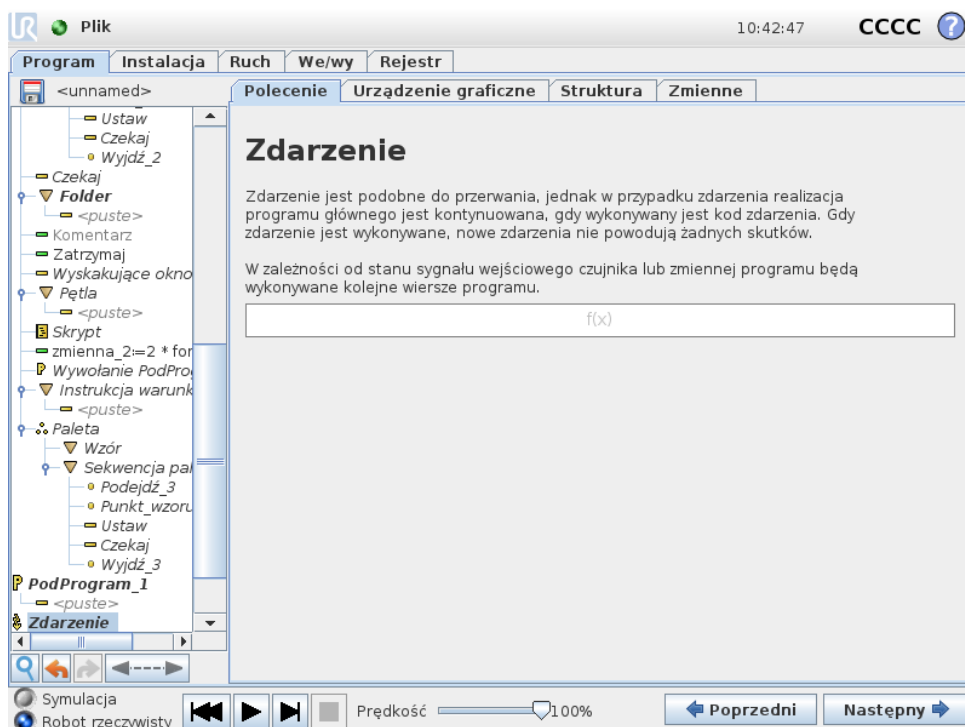 UR Plik 10:42:47 CCCC ?
Program Instalacja Ruch We/wy Rejestr
<unnamed>
Polecenie Urządzenie graficzne Struktura Zmienne
Ustaw
Czekaj
Wyjdź_2
Czekaj
Folder
<puste>
Komentarz
Zatrzymaj
Wyskakujące okno
Pętla
<puste>
Skrypt
zmienna_2:=2 * for
Wywołanie PodPro
Instrukcja warunk
<puste>
Paleta
Wzór
Sekwencja pal
Podejdź_3
Punkt_wzoru
Ustaw
Czekaj
Wyjdź_3
PodProgram_1
<puste>
Zdarzenie
Zdarzenie
Zdarzenie jest podobne do przerwania, jednak w przypadku zdarzenia realizacja
programu głównego jest kontynuowana, gdy wykonywany jest kod zdarzenia. Gdy
zdarzenie jest wykonywane, nowe zdarzenia nie powodują żadnych skutków.
W zależności od stanu sygnału wejściowego czujnika lub zmiennej programu będą
wykonywane kolejne wiersze programu.
f(x)
Symulacja
Robot rzeczywisty
Prędkość 100%
Poprzedni Następny